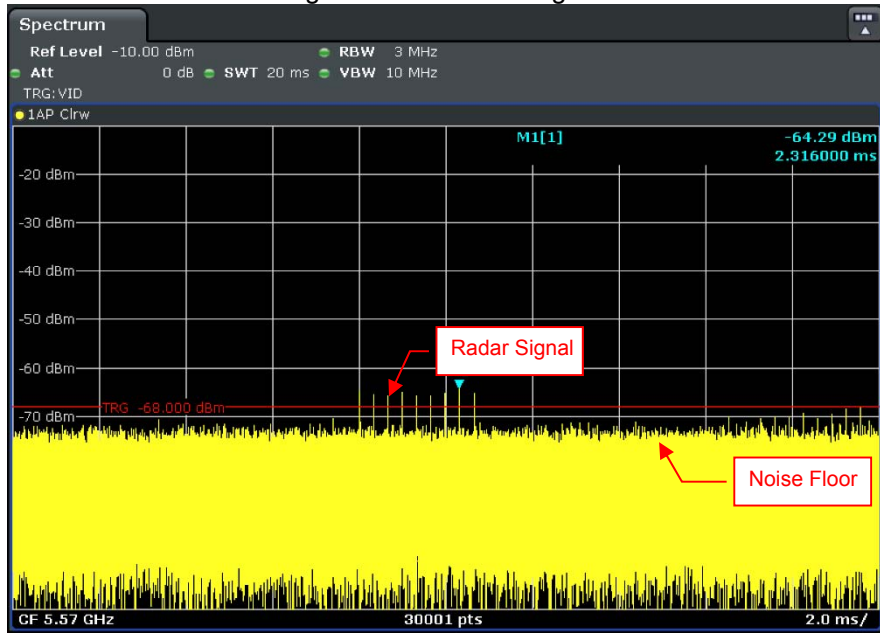 Spectrum
Ref Level -10.00 dBm RBW 3 MHz
Att 0 dB SWT 20 ms VBW 10 MHz
TRG:VID
1AP Clrw
M1[1] -64.29 dBm
2.316000 ms
-20 dBm
-30 dBm
-40 dBm
-50 dBm
Radar Signal
-60 dBm
TRG -68.000 dBm
-70 dBm
Noise Floor
CF 5.57 GHz 30001 pts 2.0 ms/